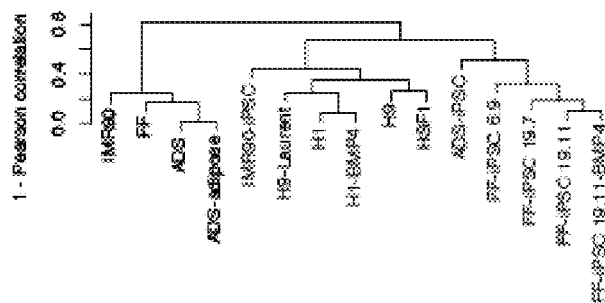 1 - Pearson correlation
0.0 0.4 0.8
IMR90
FF
ADS
ADS-adipose
IMR90-iPSC
H9-Laurent
H1
H1-BMP4
H9
HSF1
ADS-iPSC
FF-iPSC 6.9
FF-iPSC 19.7
FF-iPSC 19.11
FF-iPSC 19.11-BMP4